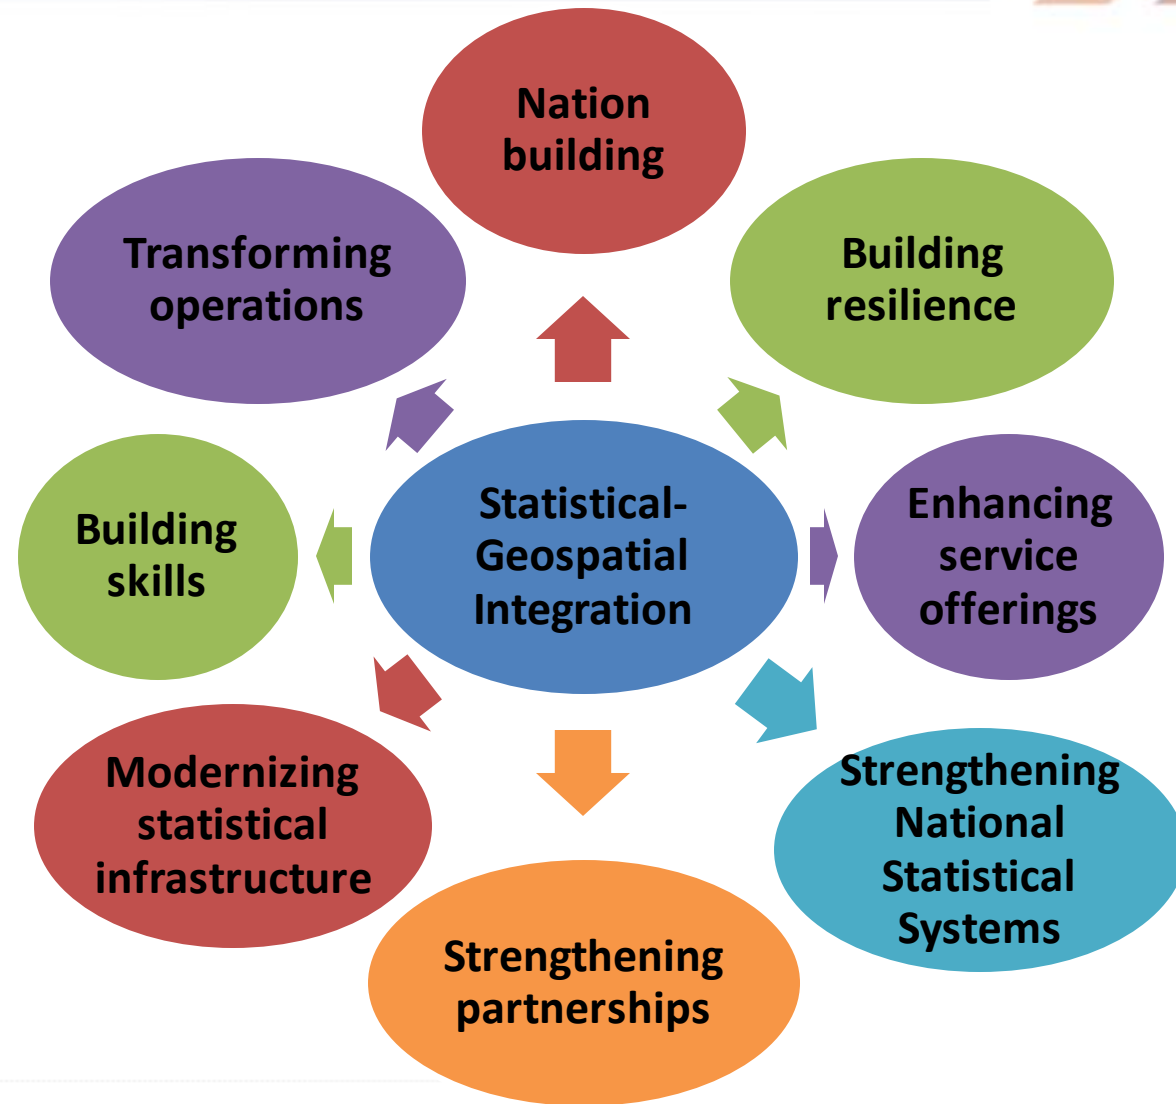 Nation
building
Transforming
operations
Building
resilience
Statistical-
Geospatial
Integration
Building
skills
Enhancing
service
offerings
Modernizing
statistical
infrastructure
Strengthening
National
Statistical
Systems
Strengthening
partnerships